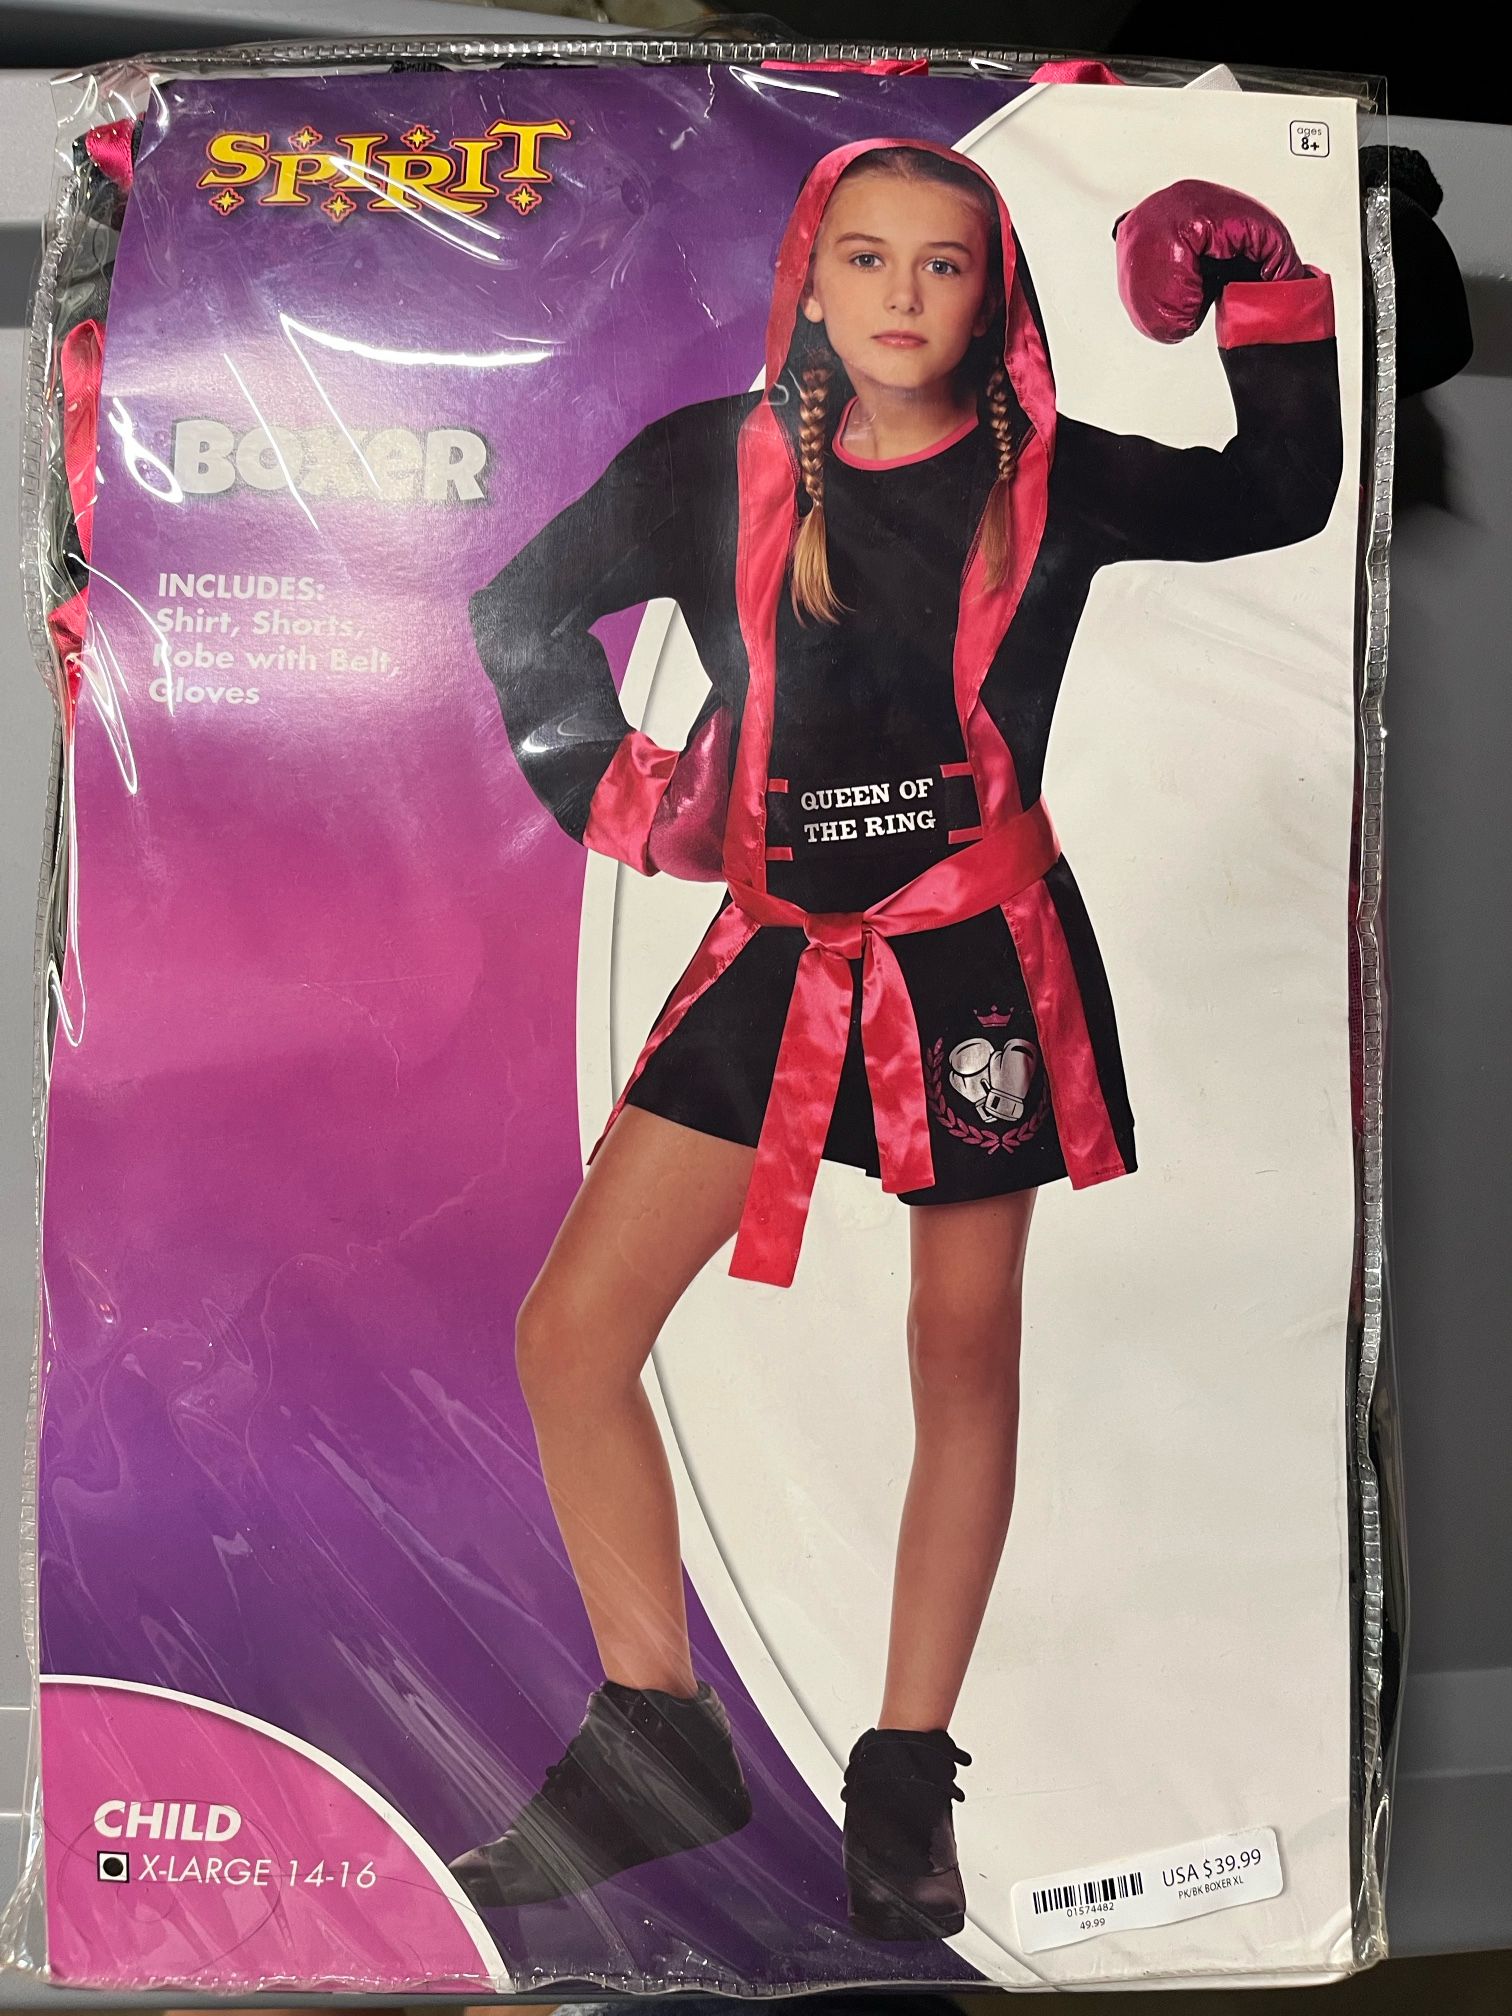 SPIRIT
ages
8+
BOXER
INCLUDES:
Shirt, Shorts,
Robe with Belt,
Gloves
QUEEN OF
THE RING
CHILD
X-LARGE 14-16
USA $39.99
PK/BK BOXER XL
01574482
49.99